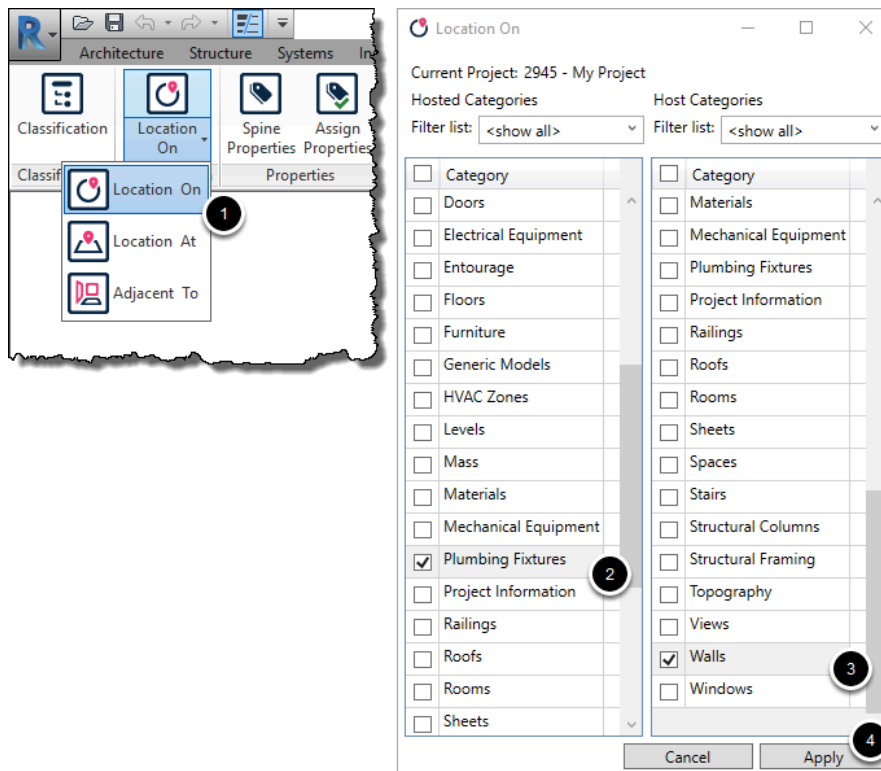 R
Architecture Structure Systems In
Classification
Location On
Spine Properties
Assign Properties
Classif
Properties
Location On
1
Location At
Adjacent To
Location On
Current Project: 2945 - My Project
Hosted Categories
Filter list: <show all>
Category
Doors
Electrical Equipment
Entourage
Floors
Furniture
Generic Models
HVAC Zones
Levels
Mass
Materials
Mechanical Equipment
Plumbing Fixtures
2
Project Information
Railings
Roofs
Rooms
Sheets
Host Categories
Filter list: <show all>
Category
Materials
Mechanical Equipment
Plumbing Fixtures
Project Information
Railings
Roofs
Rooms
Sheets
Spaces
Stairs
Structural Columns
Structural Framing
Topography
Views
Walls
3
Windows
4
Cancel
Apply